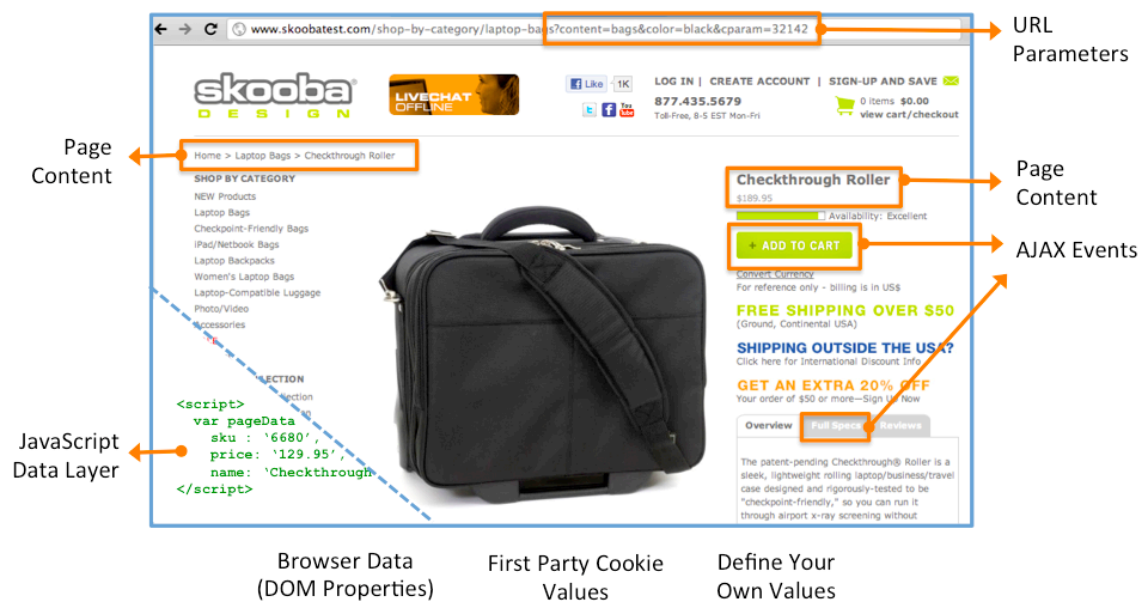 www.skoobatest.com/shop-by-category/laptop-bags?content=bags&color=black&cparam=32142
URL
Parameters
skooba®
DESIGN
LIVECHAT
OFFLINE
Like 1K
You
Tube
LOG IN | CREATE ACCOUNT | SIGN-UP AND SAVE
877.435.5679
Toll-Free, 8-5 EST Mon-Fri
0 items $0.00
view cart/checkout
Page
Content
Home > Laptop Bags > Checkthrough Roller
SHOP BY CATEGORY
NEW Products
Laptop Bags
Checkpoint-Friendly Bags
iPad/Netbook Bags
Laptop Backpacks
Women's Laptop Bags
Laptop-Compatible Luggage
Photo/Video
Accessories
LECTION
llection
Checkthrough Roller
$189.95
Page
Content
Availability: Excellent
+ ADD TO CART
AJAX Events
Convert Currency
For reference only - billing is in US$
FREE SHIPPING OVER $50
(Ground, Continental USA)
SHIPPING OUTSIDE THE USA?
Click here for International Discount Info
GET AN EXTRA 20% OFF
Your order of $50 or more—Sign Up Now
Overview Full Specs Reviews
The patent-pending Checkthrough® Roller is a
sleek, lightweight rolling laptop/business/travel
case designed and rigorously-tested to be
"checkpoint-friendly," so you can run it
through airport x-ray screening without
JavaScript
Data Layer
<script>
var pageData
sku : ‘6680’,
price: ‘129.95’,
name: ‘Checkthrough
</script>
Browser Data
(DOM Properties)
First Party Cookie
Values
Define Your
Own Values